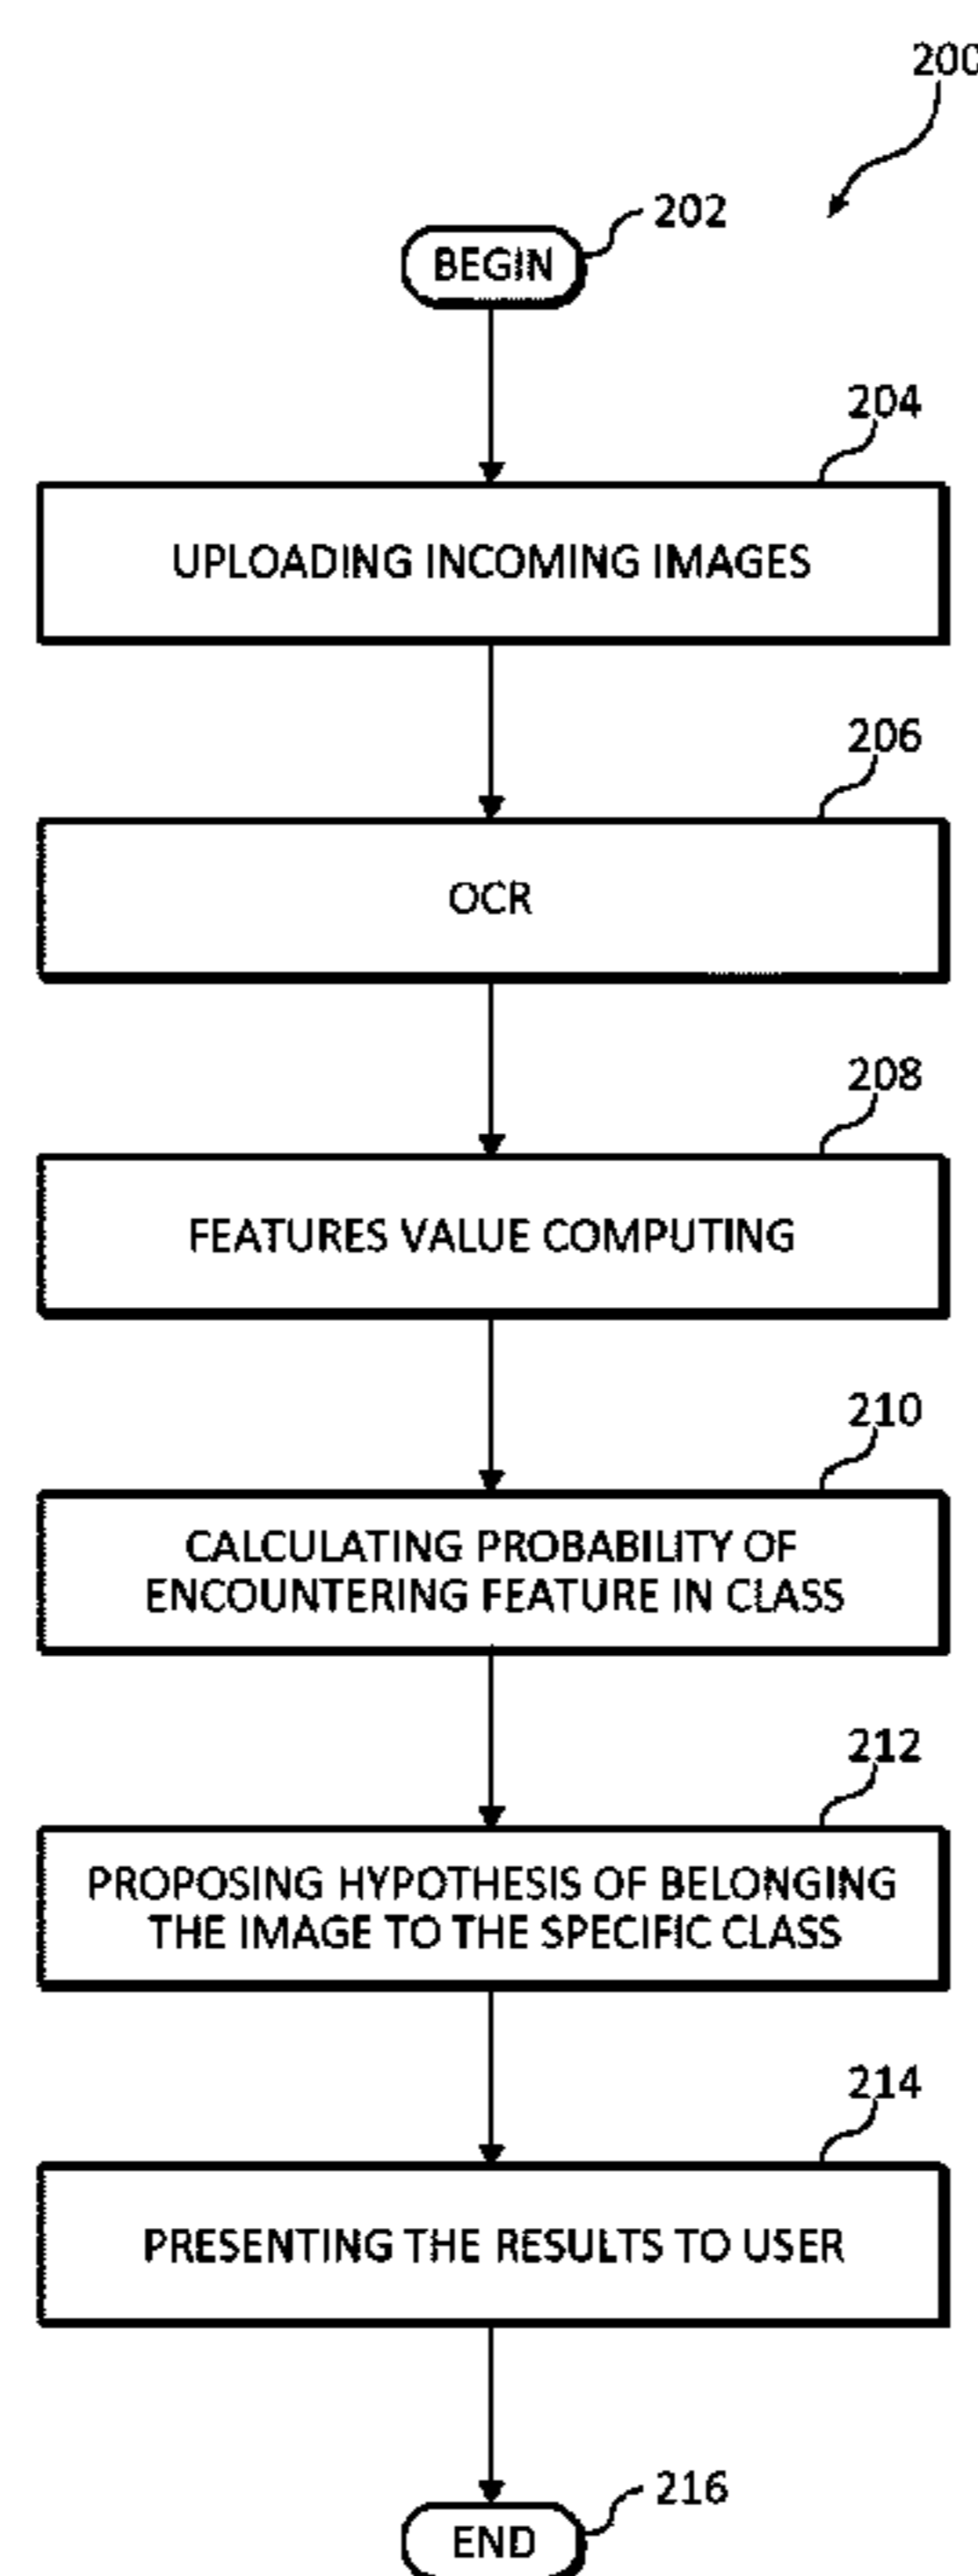 200
202
BEGIN
204
UPLOADING INCOMING IMAGES
206
OCR
208
FEATURES VALUE COMPUTING
210
CALCULATING PROBABILITY OF
ENCOUNTERING FEATURE IN CLASS
212
PROPOSING HYPOTHESIS OF BELONGING
THE IMAGE TO THE SPECIFIC CLASS
214
PRESENTING THE RESULTS TO USER
216
END